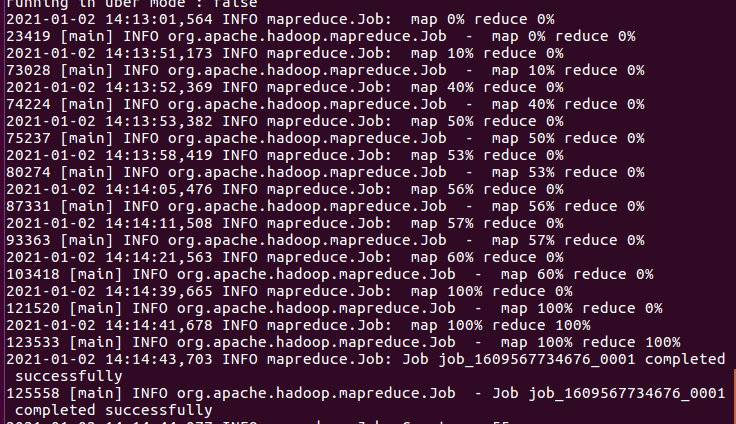 running in uber mode : false
2021-01-02 14:13:01,564 INFO mapreduce.Job:  map 0% reduce 0%
23419 [main] INFO org.apache.hadoop.mapreduce.Job  -  map 0% reduce 0%
2021-01-02 14:13:51,173 INFO mapreduce.Job:  map 10% reduce 0%
73028 [main] INFO org.apache.hadoop.mapreduce.Job  -  map 10% reduce 0%
2021-01-02 14:13:52,369 INFO mapreduce.Job:  map 40% reduce 0%
74224 [main] INFO org.apache.hadoop.mapreduce.Job  -  map 40% reduce 0%
2021-01-02 14:13:53,382 INFO mapreduce.Job:  map 50% reduce 0%
75237 [main] INFO org.apache.hadoop.mapreduce.Job  -  map 50% reduce 0%
2021-01-02 14:13:58,419 INFO mapreduce.Job:  map 53% reduce 0%
80274 [main] INFO org.apache.hadoop.mapreduce.Job  -  map 53% reduce 0%
2021-01-02 14:14:05,476 INFO mapreduce.Job:  map 56% reduce 0%
87331 [main] INFO org.apache.hadoop.mapreduce.Job  -  map 56% reduce 0%
2021-01-02 14:14:11,508 INFO mapreduce.Job:  map 57% reduce 0%
93363 [main] INFO org.apache.hadoop.mapreduce.Job  -  map 57% reduce 0%
2021-01-02 14:14:21,563 INFO mapreduce.Job:  map 60% reduce 0%
103418 [main] INFO org.apache.hadoop.mapreduce.Job  -  map 60% reduce 0%
2021-01-02 14:14:39,665 INFO mapreduce.Job:  map 100% reduce 0%
121520 [main] INFO org.apache.hadoop.mapreduce.Job  -  map 100% reduce 0%
2021-01-02 14:14:41,678 INFO mapreduce.Job:  map 100% reduce 100%
123533 [main] INFO org.apache.hadoop.mapreduce.Job  -  map 100% reduce 100%
2021-01-02 14:14:43,703 INFO mapreduce.Job: Job job_1609567734676_0001 completed
 successfully
125558 [main] INFO org.apache.hadoop.mapreduce.Job  - Job job_1609567734676_0001
 completed successfully